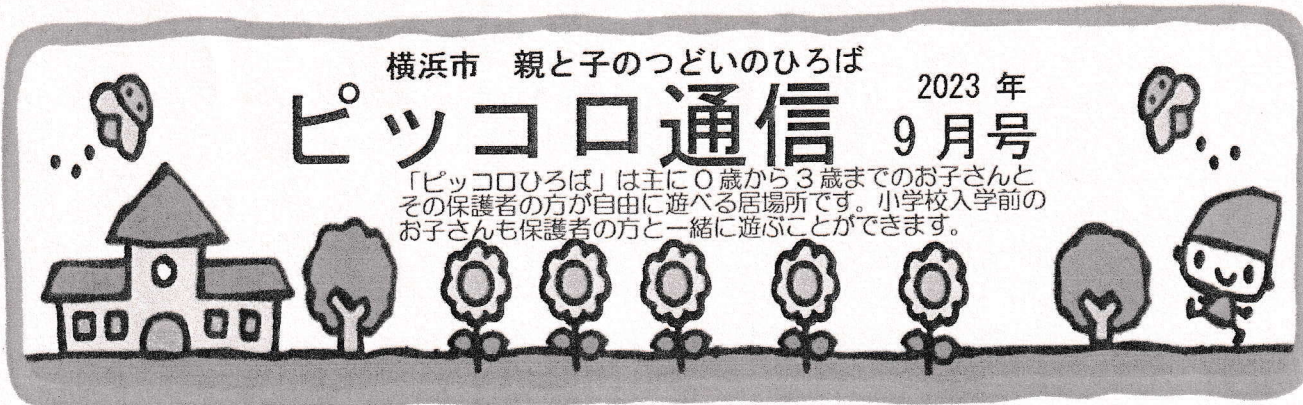 横浜市　親と子のつどいのひろば
ピッコロ通信
2023 年
9 月号
「ピッコロひろば」は主に０歳から３歳までのお子さんと
その保護者の方が自由に遊べる居場所です。小学校入学前の
お子さんも保護者の方と一緒に遊ぶことができます。